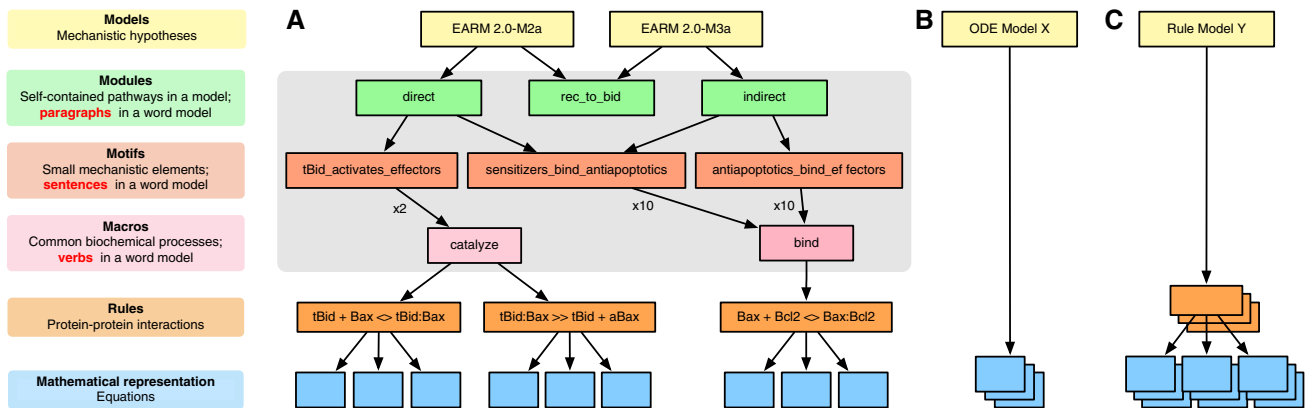 Models
Mechanistic hypotheses
Modules
Self-contained pathways in a model;
paragraphs in a word model
Motifs
Small mechanistic elements;
sentences in a word model
Macros
Common biochemical processes;
verbs in a word model
Rules
Protein-protein interactions
Mathematical representation
Equations
A
EARM 2.0-M2a
EARM 2.0-M3a
direct
rec_to_bid
indirect
tBid_activates_effectors
sensitizers_bind_antiapoptotics
antiapoptotics_bind_ef fectors
x2
x10
x10
catalyze
bind
tBid + Bax <> tBid:Bax
tBid:Bax >> tBid + aBax
Bax + Bcl2 <> Bax:Bcl2
B
ODE Model X
C
Rule Model Y